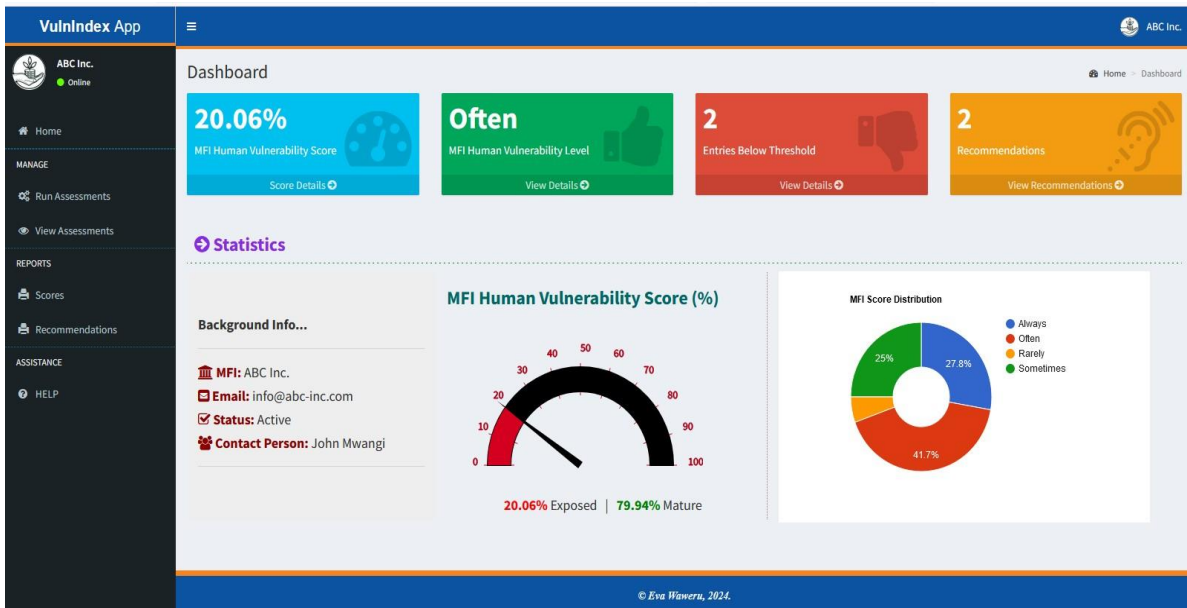 VulnIndex App
ABC Inc.
ABC Inc.
Online
Home
MANAGE
Run Assessments
View Assessments
REPORTS
Scores
Recommendations
ASSISTANCE
HELP
Dashboard
Home > Dashboard
20.06%
MFI Human Vulnerability Score
Score Details
Often
MFI Human Vulnerability Level
View Details
2
Entries Below Threshold
View Details
2
Recommendations
View Recommendations
Statistics
Background Info...
MFI: ABC Inc.
Email: info@abc-inc.com
Status: Active
Contact Person: John Mwangi
MFI Human Vulnerability Score (%)
0
10
20
30
40
50
60
70
80
90
100
20.06% Exposed | 79.94% Mature
MFI Score Distribution
25%
27.8%
41.7%
Always
Often
Rarely
Sometimes
© Eva Waweru, 2024.